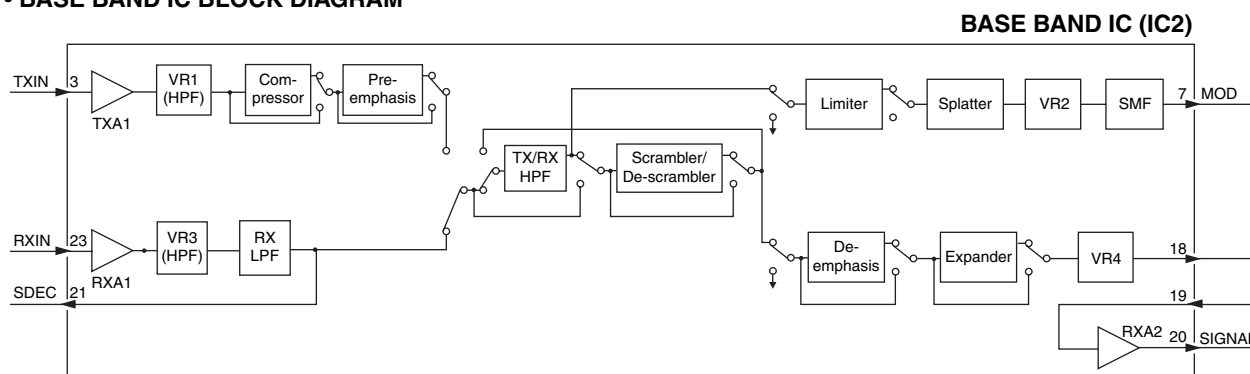 • BASE BAND IC BLOCK DIAGRAM
BASE BAND IC (IC2)
TXIN 3
TXA1
VR1
(HPF)
Com-
pressor
Pre-
emphasis
Limiter
Splatter
VR2
SMF
7 MOD
TX/RX
HPF
Scrambler/
De-scrambler
RXIN 23
RXA1
VR3
(HPF)
RX
LPF
SDEC 21
De-
emphasis
Expander
VR4
18
19
RXA2
20 SIGNAL